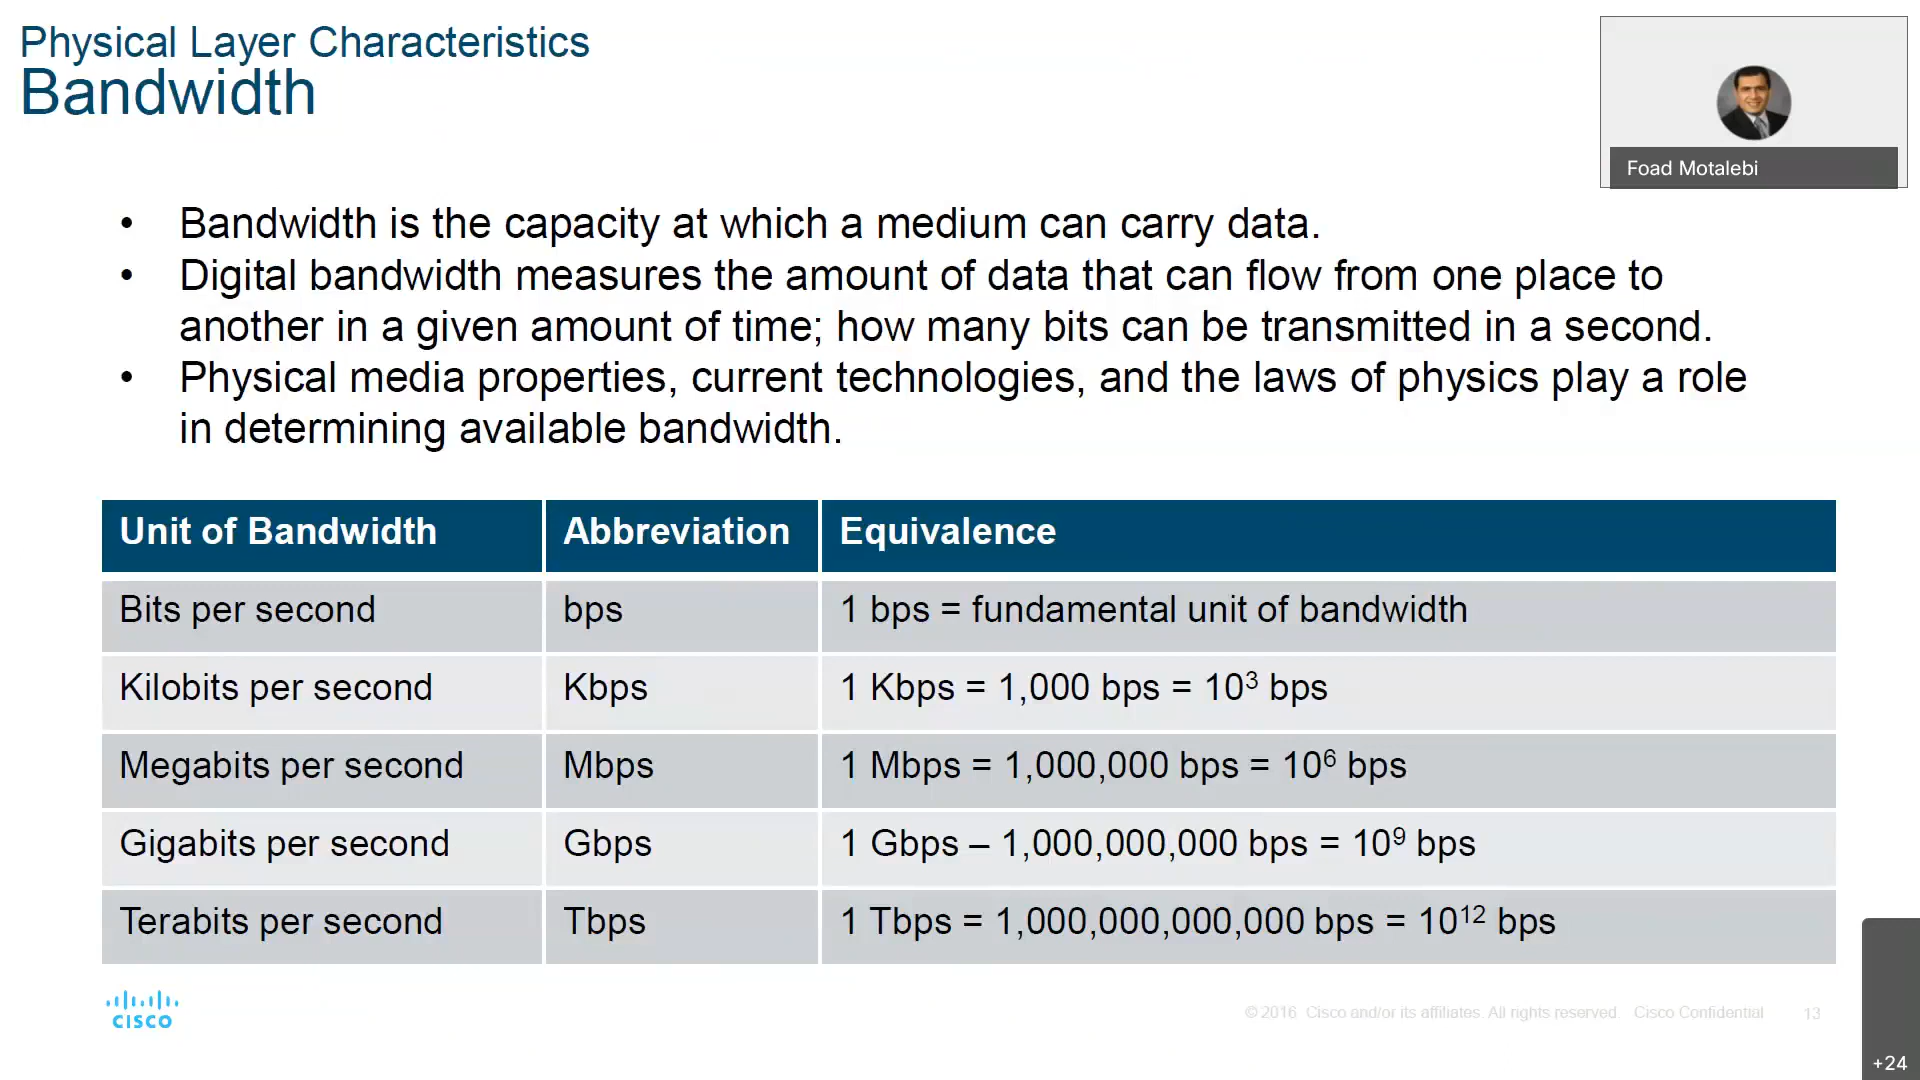 Physical Layer Characteristics
Bandwidth
Foad Motalebi
• Bandwidth is the capacity at which a medium can carry data.
• Digital bandwidth measures the amount of data that can flow from one place to
another in a given amount of time; how many bits can be transmitted in a second.
• Physical media properties, current technologies, and the laws of physics play a role
in determining available bandwidth.
Unit of Bandwidth Abbreviation Equivalence
Bits per second bps 1 bps = fundamental unit of bandwidth
Kilobits per second Kbps 1 Kbps = 1,000 bps = 10³ bps
Megabits per second Mbps 1 Mbps = 1,000,000 bps = 10⁶ bps
Gigabits per second Gbps 1 Gbps – 1,000,000,000 bps = 10⁹ bps
Terabits per second Tbps 1 Tbps = 1,000,000,000,000 bps = 10¹² bps
CISCO
© 2016 Cisco and/or its affiliates. All rights reserved. Cisco Confidential 13
+24